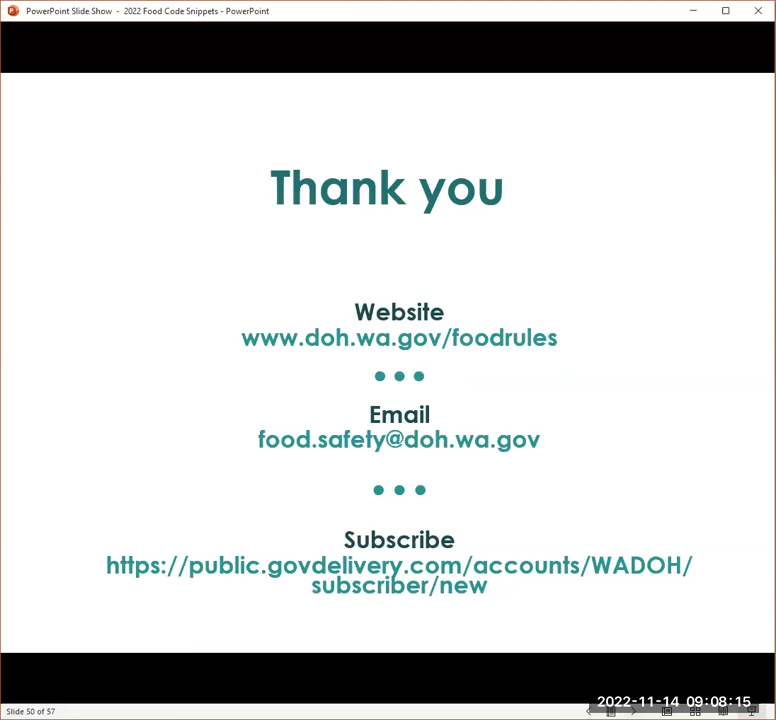 PowerPoint Slide Show - 2022 Food Code Snippets - PowerPoint
Thank you
Website
www.doh.wa.gov/foodrules
Email
food.safety@doh.wa.gov
Subscribe
https://public.govdelivery.com/accounts/WADOH/
subscriber/new
2022-11-14 09:08:15
Slide 50 of 57